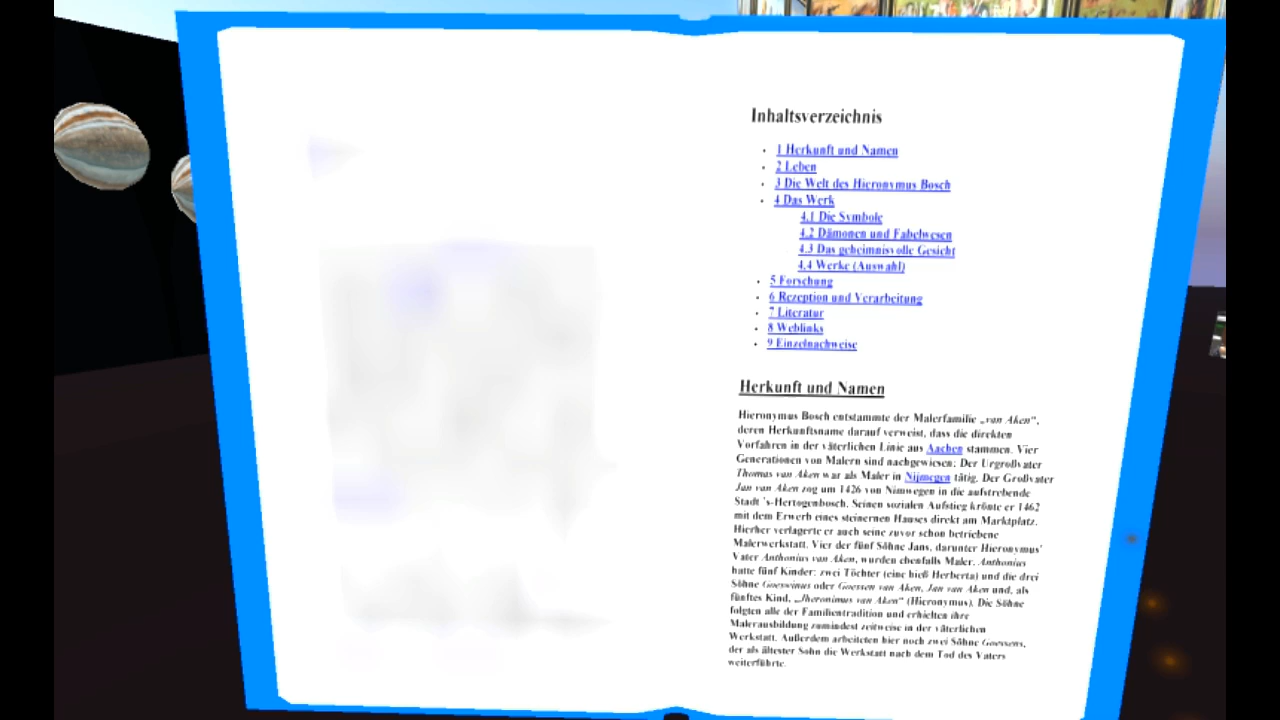 Inhaltsverzeichnis
1 Herkunft und Namen
2 Leben
3 Die Welt des Hieronymus Bosch
4 Das Werk
4.1 Die Symbole
4.2 Dämonen und Fabelwesen
4.3 Das geheimnisvolle Gesicht
4.4 Werke (Auswahl)
5 Forschung
6 Rezeption und Verarbeitung
7 Literatur
8 Weblinks
9 Einzelnachweise
Herkunft und Namen
Hieronymus Bosch entstammte der Malerfamilie „van Aken“,
deren Herkunftsname darauf verweist, dass die direkten
Vorfahren in der väterlichen Linie aus Aachen stammen. Vier
Generationen von Malern sind nachgewiesen: Der Urgroßvater
Thomas van Aken war als Maler in Nijmegen tätig. Der Großvater
Jan van Aken zog um 1426 von Nimwegen in die aufstrebende
Stadt 's-Hertogenbosch. Seinen sozialen Aufstieg krönte er 1462
mit dem Erwerb eines steinernen Hauses direkt am Marktplatz.
Hierher verlagerte er auch seine zuvor schon betriebene
Malerwerkstatt. Vier der fünf Söhne Jans, darunter Hieronymus'
Vater Anthonius van Aken, wurden ebenfalls Maler. Anthonius
hatte fünf Kinder: zwei Töchter (eine hieß Herberta) und die drei
Söhne Goeswinus oder Goessen van Aken, Jan van Aken und, als
fünftes Kind, „Jheronimus van Aken“ (Hieronymus). Die Söhne
folgten alle der Familientradition und erhielten ihre
Malerausbildung zumindest zeitweise in der väterlichen
Werkstatt. Außerdem arbeiteten hier noch zwei Söhne Goessens,
der als ältester Sohn die Werkstatt nach dem Tod des Vaters
weiterführte.